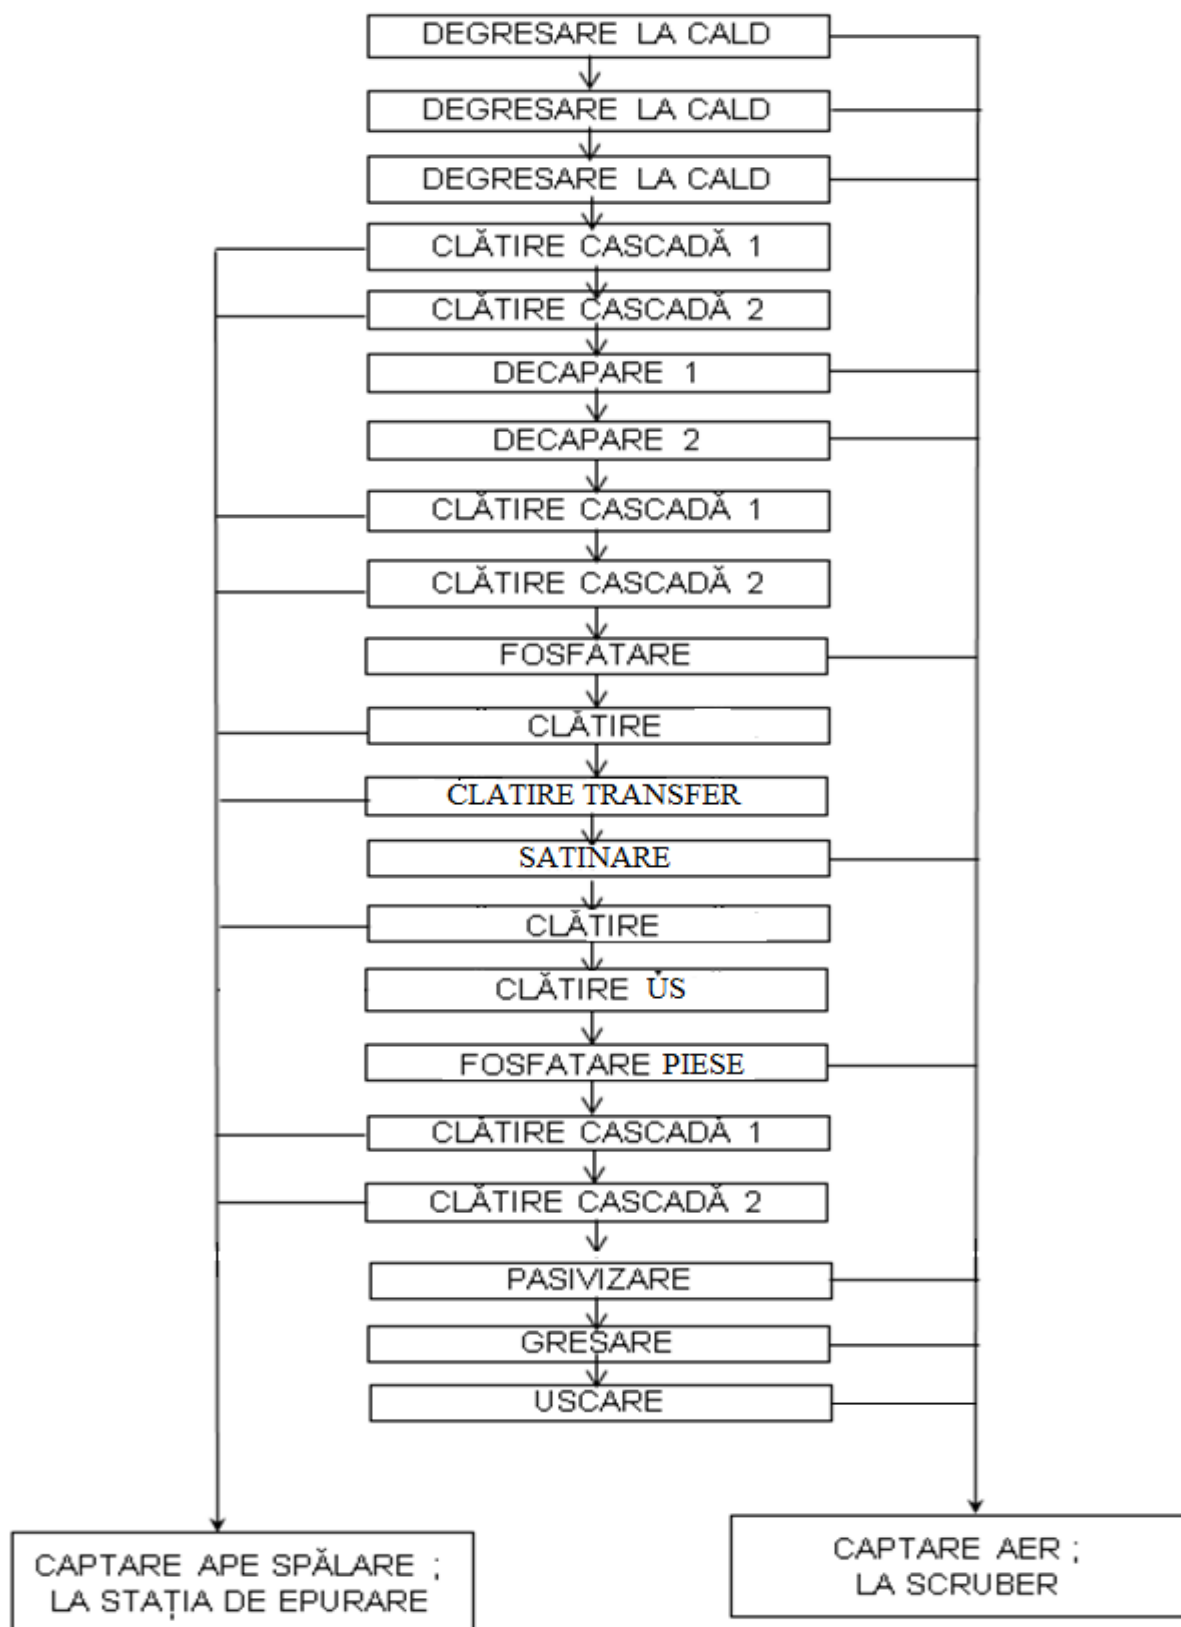 DEGRESARE LA CALD
DEGRESARE LA CALD
DEGRESARE LA CALD
CLĂTIRE CASCADĂ 1
CLĂTIRE CASCADĂ 2
DECAPARE 1
DECAPARE 2
CLĂTIRE CASCADĂ 1
CLĂTIRE CASCADĂ 2
FOSFATARE
CLĂTIRE
CLATIRE TRANSFER
SATINARE
CLĂTIRE
CLĂTIRE US
FOSFATARE PIESE
CLĂTIRE CASCADĂ 1
CLĂTIRE CASCADĂ 2
PASIVIZARE
GRESARE
USCARE
CAPTARE APE SPĂLARE ;
LA STAȚIA DE EPURARE
CAPTARE AER ;
LA SCRUBER